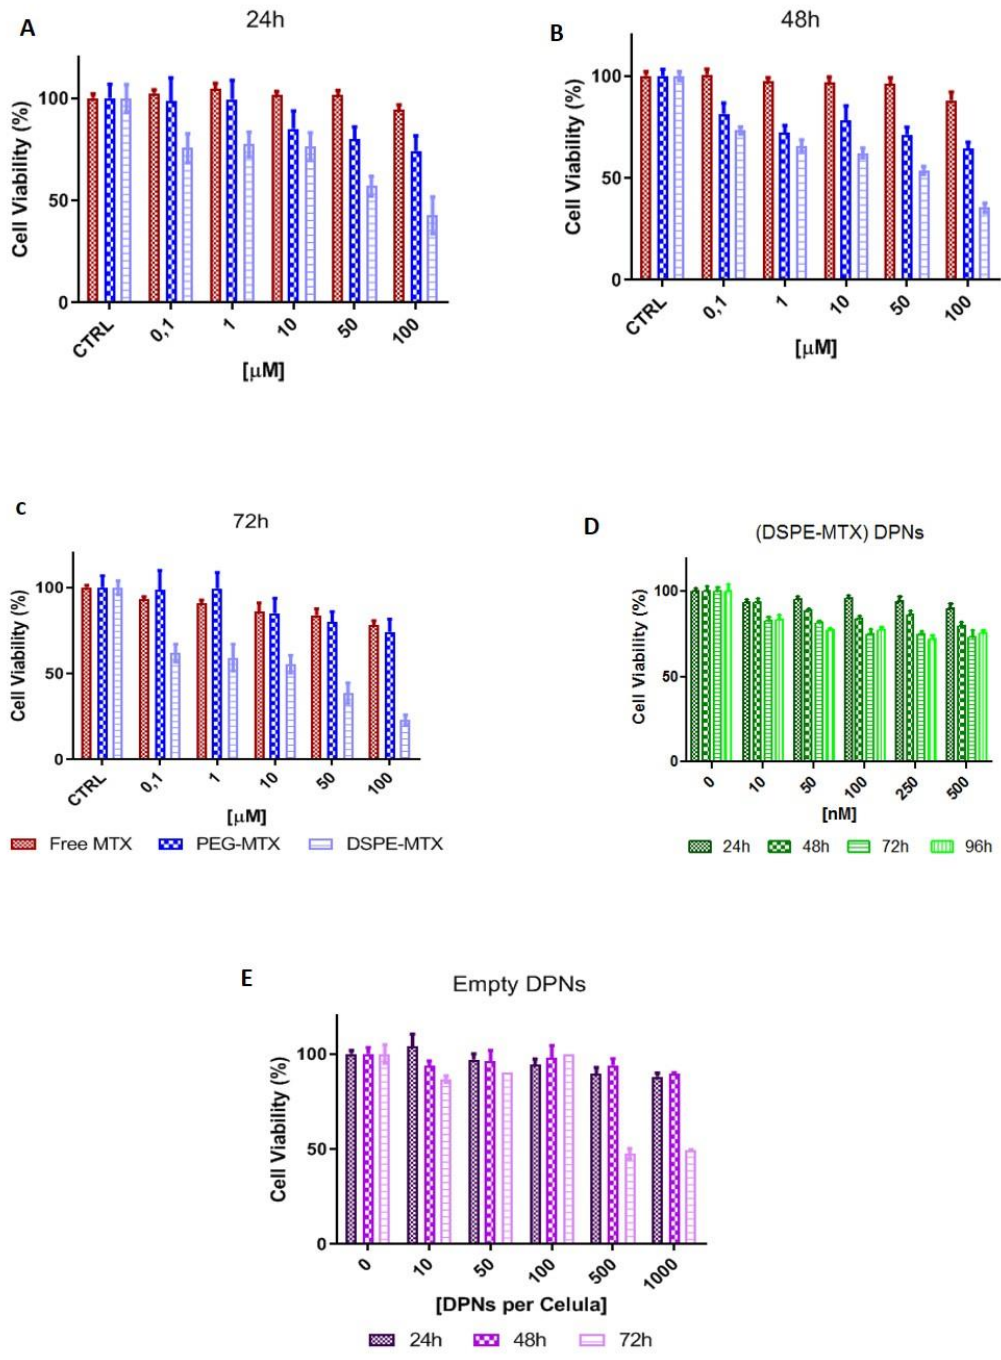 A
24h
Cell Viability (%)
100
50
0
CTRL
0,1
1
10
50
100
[µM]
B
48h
Cell Viability (%)
100
50
0
CTRL
0,1
1
10
50
100
[µM]
C
72h
Cell Viability (%)
100
50
0
CTRL
0,1
1
10
50
100
[µM]
Free MTX PEG-MTX DSPE-MTX
D
(DSPE-MTX) DPNs
Cell Viability (%)
100
50
0
0
10
50
100
250
500
[nM]
24h 48h 72h 96h
E
Empty DPNs
Cell Viability (%)
100
50
0
0
10
50
100
500
1000
[DPNs per Celula]
24h 48h 72h